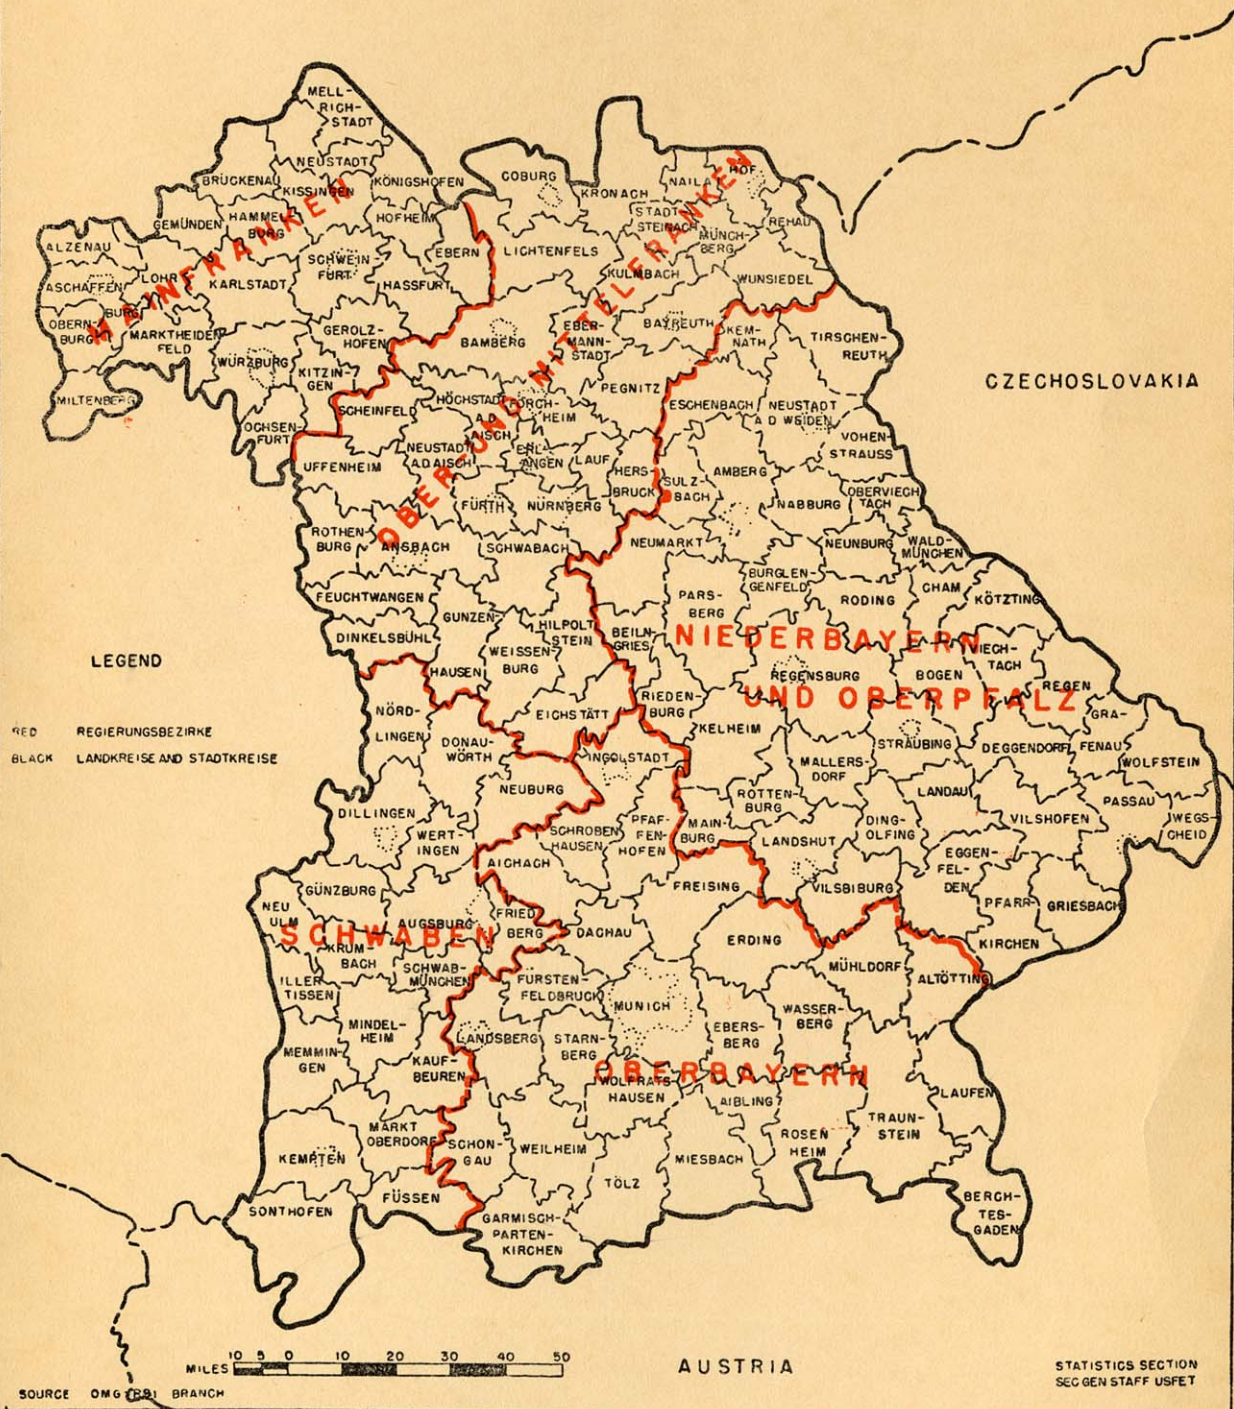 MELL-
RICH-
STADT
NEUSTADT
BRÜCKENAU
KISSINGEN
KÖNIGSHOFEN
COBURG
KRONACH
NAILA
HOF
STADT
STEINACH
REHAU
MÜNCH-
BERG
GEMÜNDEN
HAMMEL
BURG
HOFHEIM
EBERN
LICHTENFELS
KULMBACH
WUNSIEDEL
ALZENAU
ASCHAFFEN
BURG
LOHR
KARLSTADT
SCHWEIN
FURT
HASSFURT
MAINFRANKEN
OBERN-
BURG
MARKTHEIDEN
FELD
GEROLZ-
HOFEN
BAMBERG
EBER-
MANN-
STADT
BAYREUTH
KEM-
NATH
TIRSCHEN-
REUTH
WÜRZBURG
KITZIN-
GEN
MILTENBERG
OCHSEN-
FURT
SCHEINFELD
HÖCHSTADT
A.D.
AISCH
FORCH-
HEIM
PEGNITZ
ESCHENBACH
NEUSTADT
A D WEIDEN
VOHEN-
STRAUSS
CZECHOSLOVAKIA
OBER- UND MITTELFRANKEN
UFFENHEIM
NEUSTADT
A.D.AISCH
ERL-
ANGEN
LAUF
HERS-
BRUCK
SULZ-
BACH
AMBERG
NABBURG
OBERVIECH
TACH
FÜRTH
NÜRNBERG
ROTHEN-
BURG
ANSBACH
SCHWABACH
NEUMARKT
NEUNBURG
WALD-
MÜNCHEN
FEUCHTWANGEN
PARS-
BERG
BURGLEN-
GENFELD
RODING
CHAM
KÖTZTING
DINKELSBÜHL
GUNZEN-
HAUSEN
HILPOLT
STEIN
WEISSEN
BURG
BEILN
GRIES
NIEDERBAYERN
UND OBERPFALZ
REGENSBURG
BOGEN
VIECH-
TACH
REGEN
LEGEND
RED REGIERUNGSBEZIRKE
BLACK LANDKREISE AND STADTKREISE
NÖRD-
LINGEN
EICHSTÄTT
RIEDEN-
BURG
KELHEIM
STRAUBING
DEGGENDORF
GRA-
FENAU
WOLFSTEIN
DONAU-
WÖRTH
INGOLSTADT
MALLERS-
DORF
NEUBURG
ROTTEN-
BURG
LANDAU
PASSAU
WEGS-
CHEID
DILLINGEN
WERT-
INGEN
SCHROBEN
HAUSEN
PFAF-
FEN-
HOFEN
MAIN-
BURG
LANDSHUT
DING-
OLFING
VILSHOFEN
AICHACH
FREISING
VILSBIBURG
EGGEN-
FEL-
DEN
PFARR-
KIRCHEN
GRIESBACH
GÜNZBURG
NEU
ULM
AUGSBURG
FRIED
BERG
DACHAU
ERDING
MÜHLDORF
ALTÖTTING
SCHWABEN
KRUM
BACH
SCHWAB-
MÜNCHEN
ILLER
TISSEN
FÜRSTEN-
FELDBRUCK
MUNICH
EBERS-
BERG
WASSER-
BERG
MINDEL-
HEIM
LANDSBERG
STARN-
BERG
MEMMIN-
GEN
KAUF-
BEUREN
OBERBAYERN
WOLFRATS
HAUSEN
AIBLING
ROSEN
HEIM
TRAUN-
STEIN
LAUFEN
MARKT
OBERDORF
SCHON-
GAU
WEILHEIM
MIESBACH
KEMPTEN
TÖLZ
SONTHOFEN
FÜSSEN
GARMISCH-
PARTEN-
KIRCHEN
BERCH-
TES-
GADEN
MILES 10 5 0 10 20 30 40 50
AUSTRIA
STATISTICS SECTION
SEC GEN STAFF USFET
SOURCE OMG BRANCH